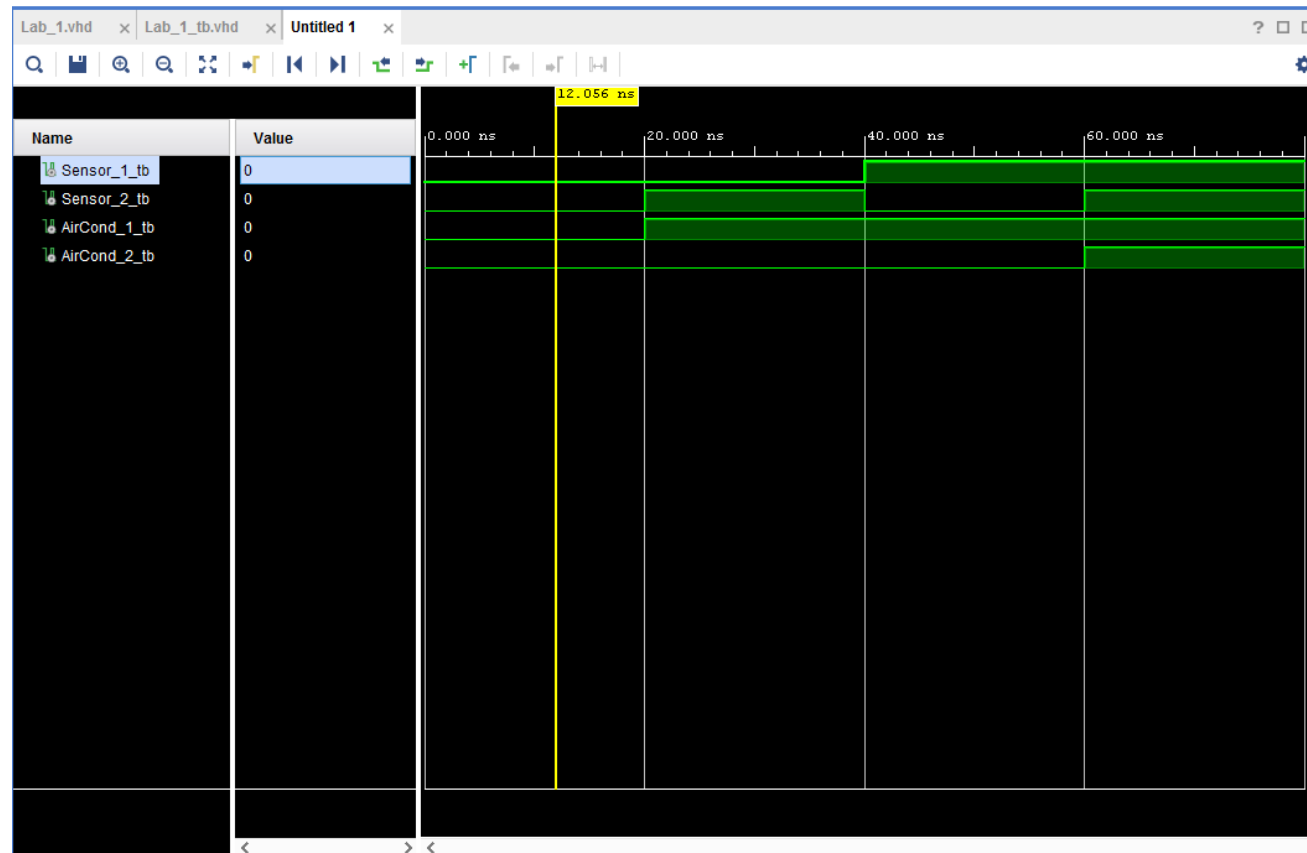 Lab_1.vhd × Lab_1_tb.vhd × Untitled 1 × ?
12.056 ns
Name Value 0.000 ns 20.000 ns 40.000 ns 60.000 ns
Sensor_1_tb 0
Sensor_2_tb 0
AirCond_1_tb 0
AirCond_2_tb 0